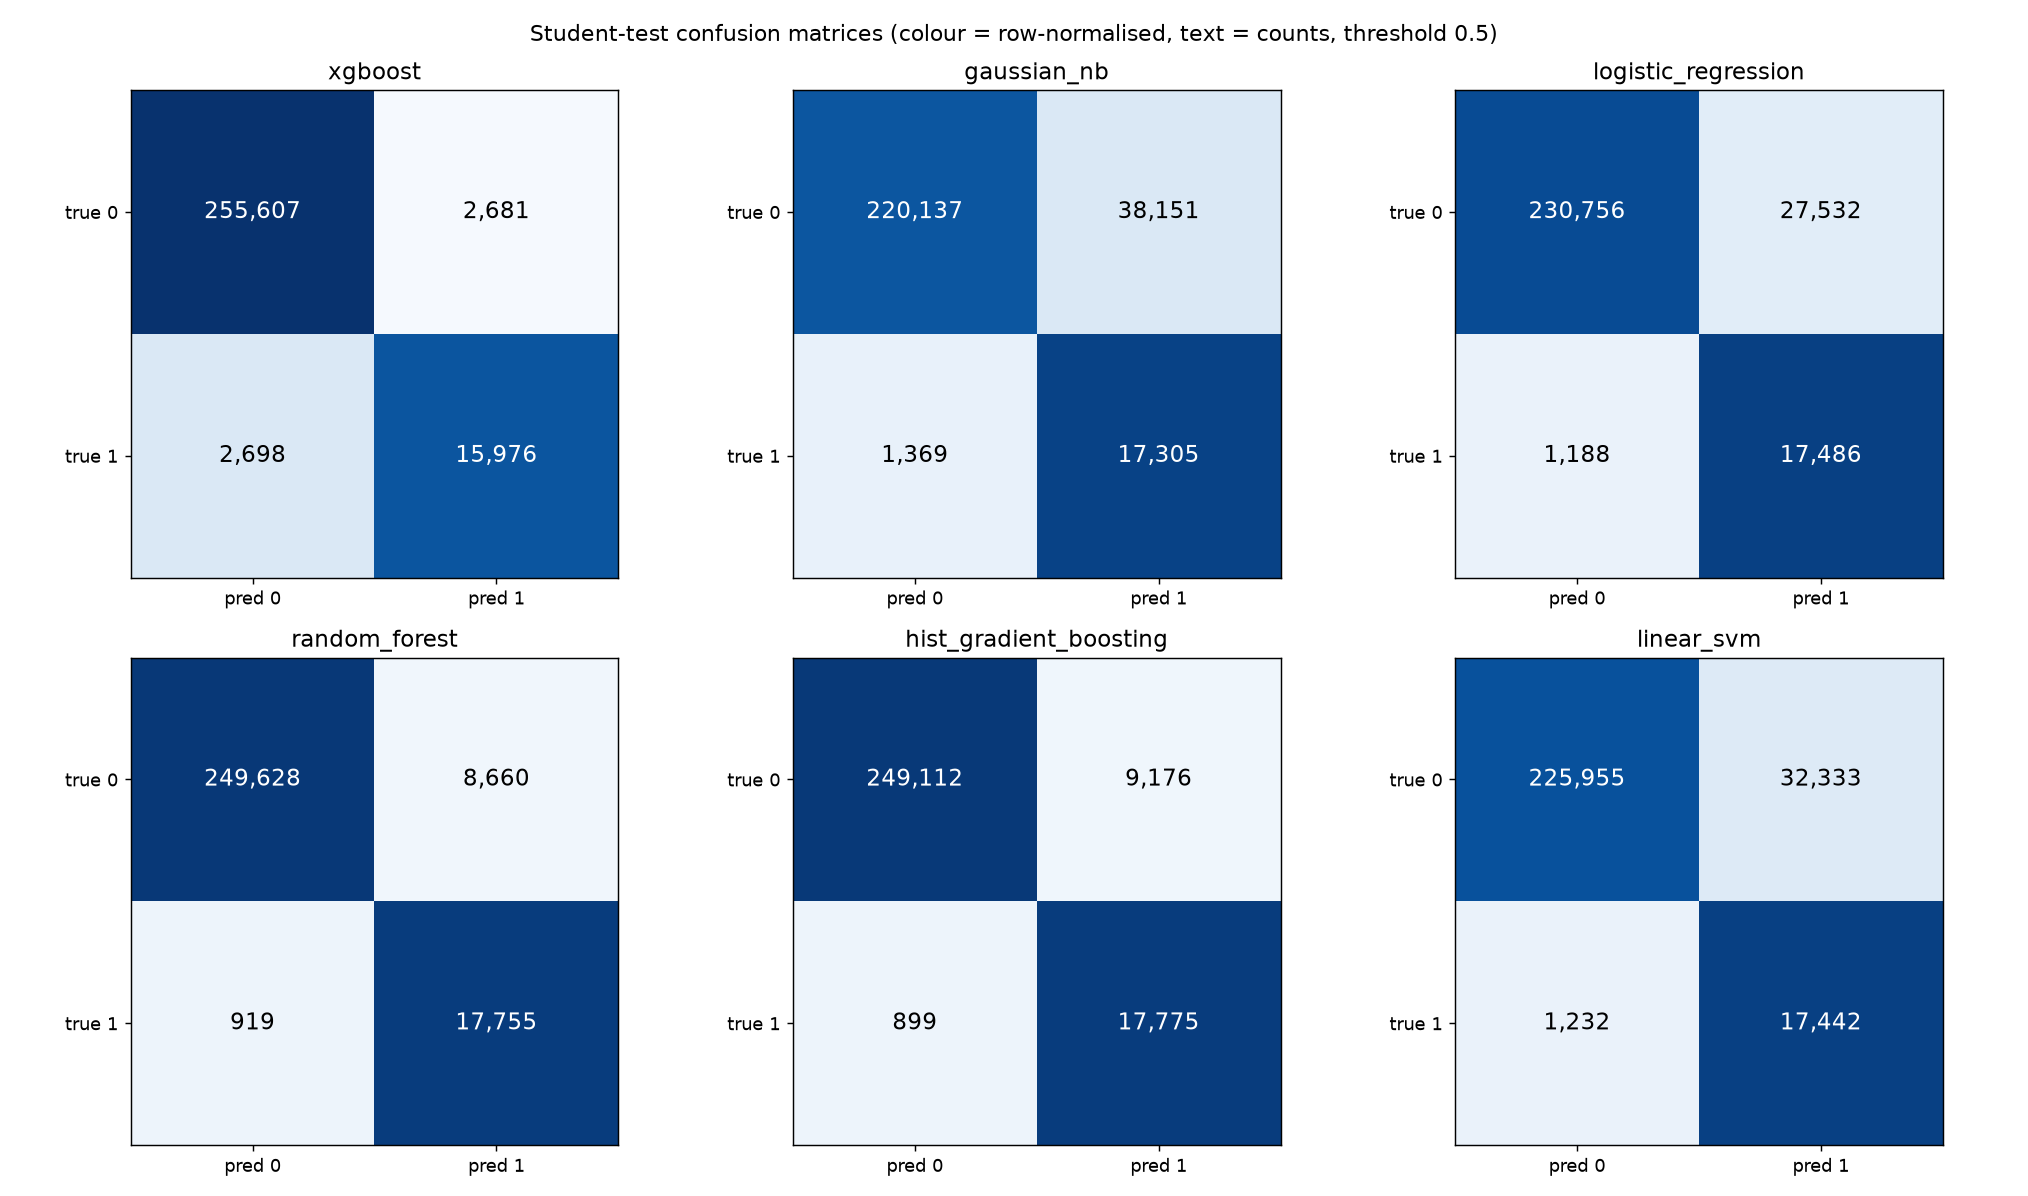 Student-test confusion matrices (colour = row-normalised, text = counts, threshold 0.5)
xgboost
true 0
255,607
2,681
true 1
2,698
15,976
pred 0
pred 1
gaussian_nb
true 0
220,137
38,151
true 1
1,369
17,305
pred 0
pred 1
logistic_regression
true 0
230,756
27,532
true 1
1,188
17,486
pred 0
pred 1
random_forest
true 0
249,628
8,660
true 1
919
17,755
pred 0
pred 1
hist_gradient_boosting
true 0
249,112
9,176
true 1
899
17,775
pred 0
pred 1
linear_svm
true 0
225,955
32,333
true 1
1,232
17,442
pred 0
pred 1